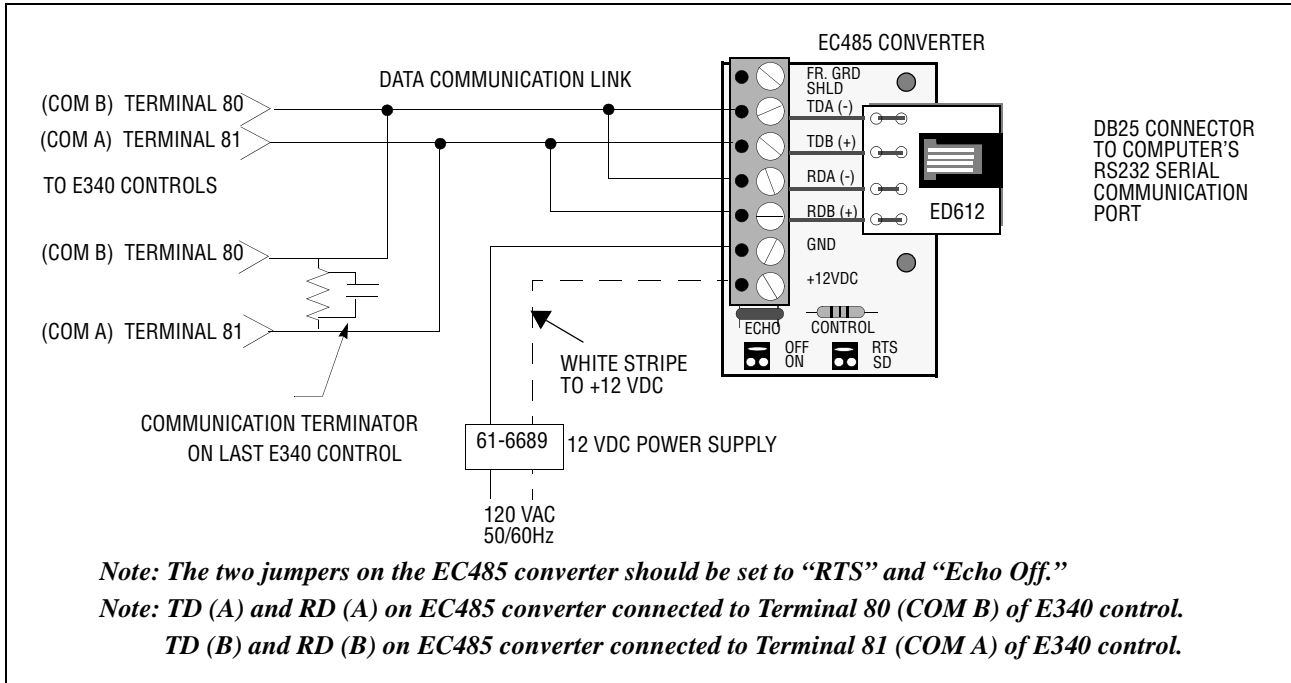 EC485 CONVERTER
DATA COMMUNICATION LINK
(COM B) TERMINAL 80
(COM A) TERMINAL 81
TO E340 CONTROLS
(COM B) TERMINAL 80
(COM A) TERMINAL 81
COMMUNICATION TERMINATOR
ON LAST E340 CONTROL
FR. GRD
SHLD
TDA (-)
TDB (+)
RDA (-)
RDB (+)
GND
+12VDC
ED612
ECHO
OFF
ON
CONTROL
RTS
SD
DB25 CONNECTOR
TO COMPUTER'S
RS232 SERIAL
COMMUNICATION
PORT
WHITE STRIPE
TO +12 VDC
61-6689
12 VDC POWER SUPPLY
120 VAC
50/60Hz
Note: The two jumpers on the EC485 converter should be set to “RTS” and “Echo Off.”
Note: TD (A) and RD (A) on EC485 converter connected to Terminal 80 (COM B) of E340 control.
TD (B) and RD (B) on EC485 converter connected to Terminal 81 (COM A) of E340 control.